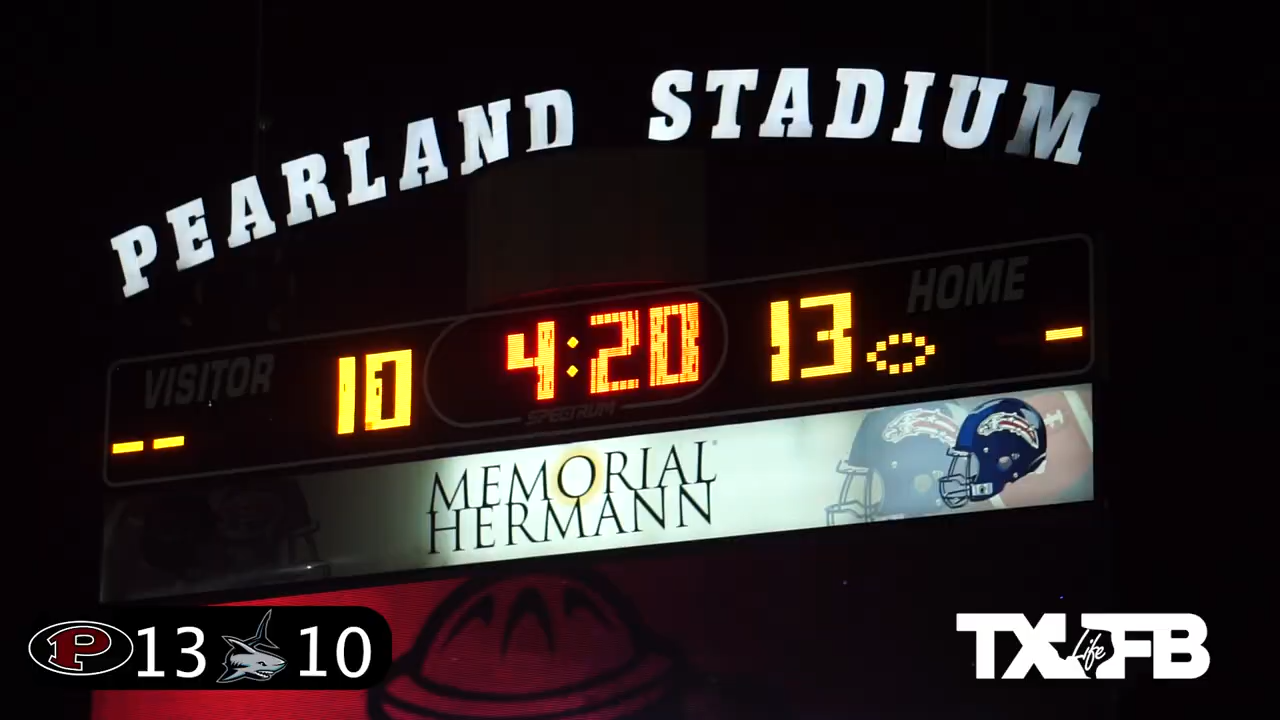 PEARLAND STADIUM
VISITOR 10 4:20 13 HOME
SPECTRUM
MEMORIAL
HERMANN
P 13 10
TX Life FB